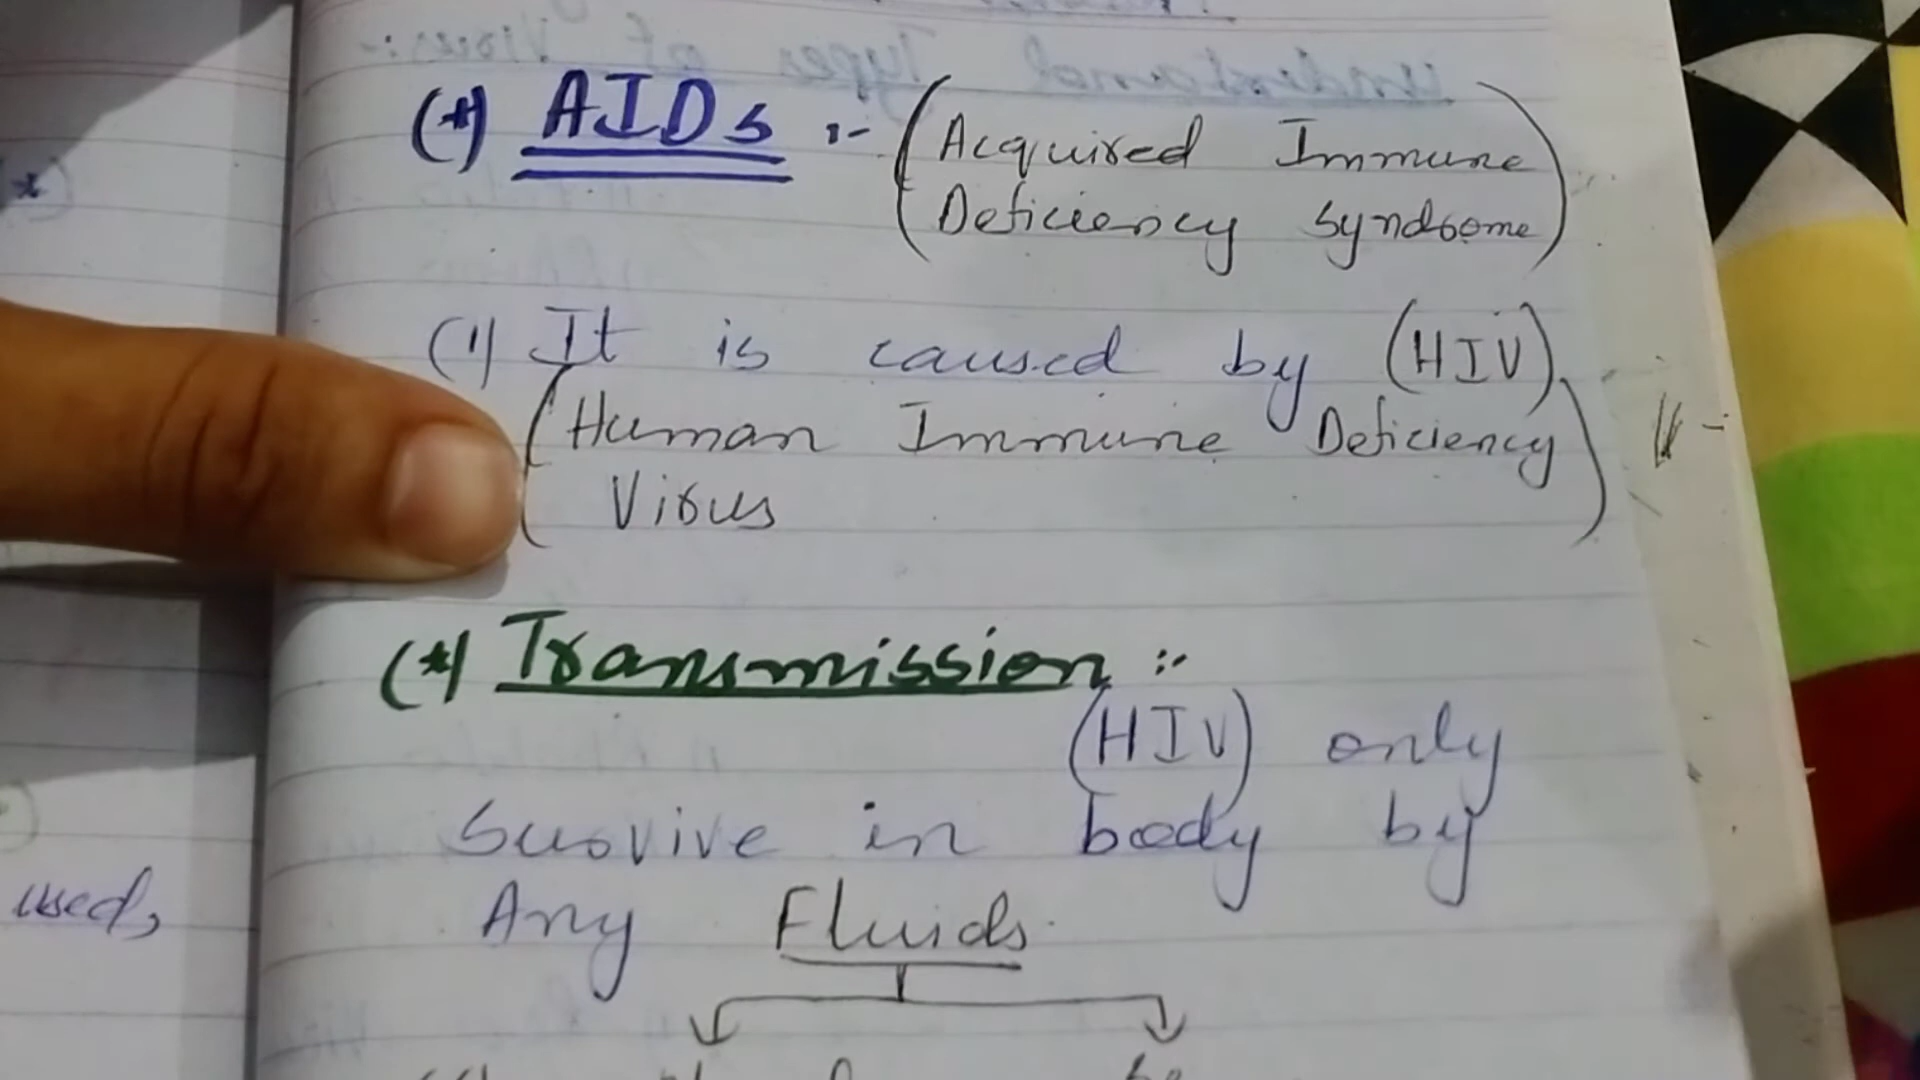 (*) AIDs :- (Acquired Immune
Deficiency Syndrome)
(1) It is caused by (HIV)
(Human Immune Deficiency
Virus)
(*) Transmission :-
(HIV) only
Survive in body by
Any Fluids.
used,